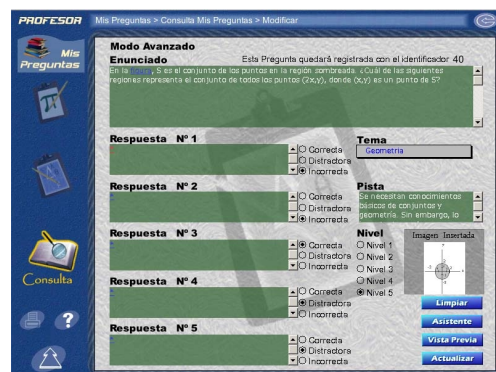 PROFESOR
Mis Preguntas > Consulta Mis Preguntas > Modificar
Mis
Preguntas
Consulta
?
Modo Avanzado
Enunciado
Esta Pregunta quedará registrada con el identificador 40
En la figura, S es el conjunto de los puntos en la región sombreada. ¿Cuál de las siguientes
regiones representa el conjunto de todos los puntos (2x,y), donde (x,y) es un punto de S?
Respuesta Nº 1
Correcta
Distractora
Incorrecta
Tema
Geometria
Respuesta Nº 2
Correcta
Distractora
Incorrecta
Pista
Se necesitan conocimientos
básicos de conjuntos y
geometría. Sin embargo, lo
Respuesta Nº 3
Correcta
Distractora
Incorrecta
Nivel
Nivel 1
Nivel 2
Nivel 3
Nivel 4
Nivel 5
Imagen Insertada
Respuesta Nº 4
Correcta
Distractora
Incorrecta
Respuesta Nº 5
Correcta
Distractora
Incorrecta
Limpiar
Asistente
Vista Previa
Actualizar